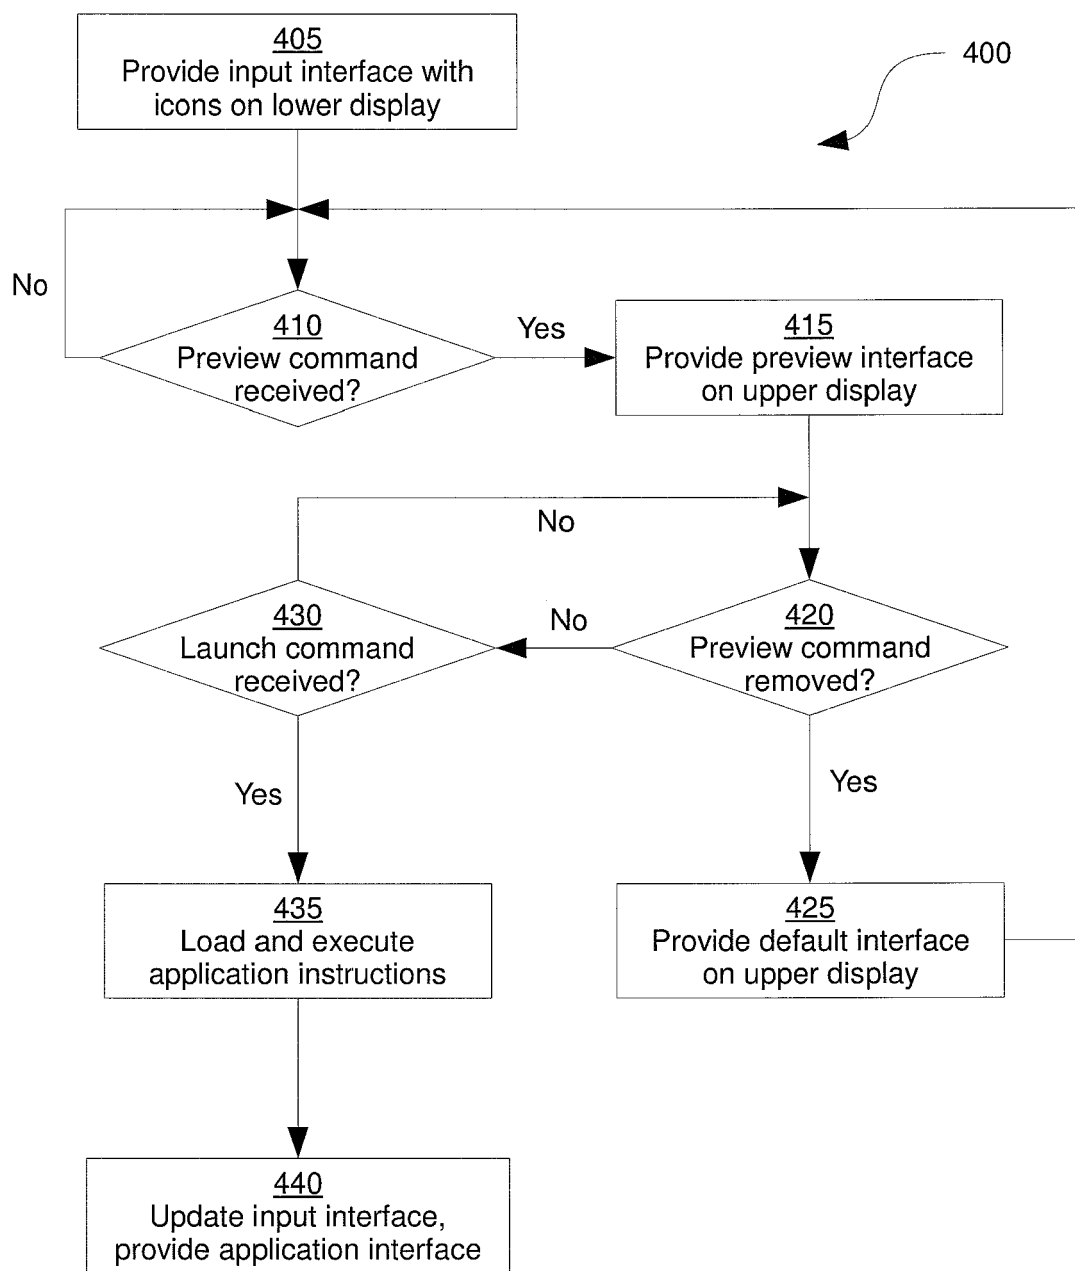 405
Provide input interface with
icons on lower display
400
No
410
Preview command
received?
Yes
415
Provide preview interface
on upper display
No
430
Launch command
received?
No
420
Preview command
removed?
Yes
Yes
435
Load and execute
application instructions
425
Provide default interface
on upper display
440
Update input interface,
provide application interface